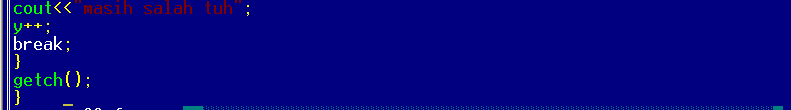 cout<<"masih salah tuh";
y++;
break;
}
getch();
}    _